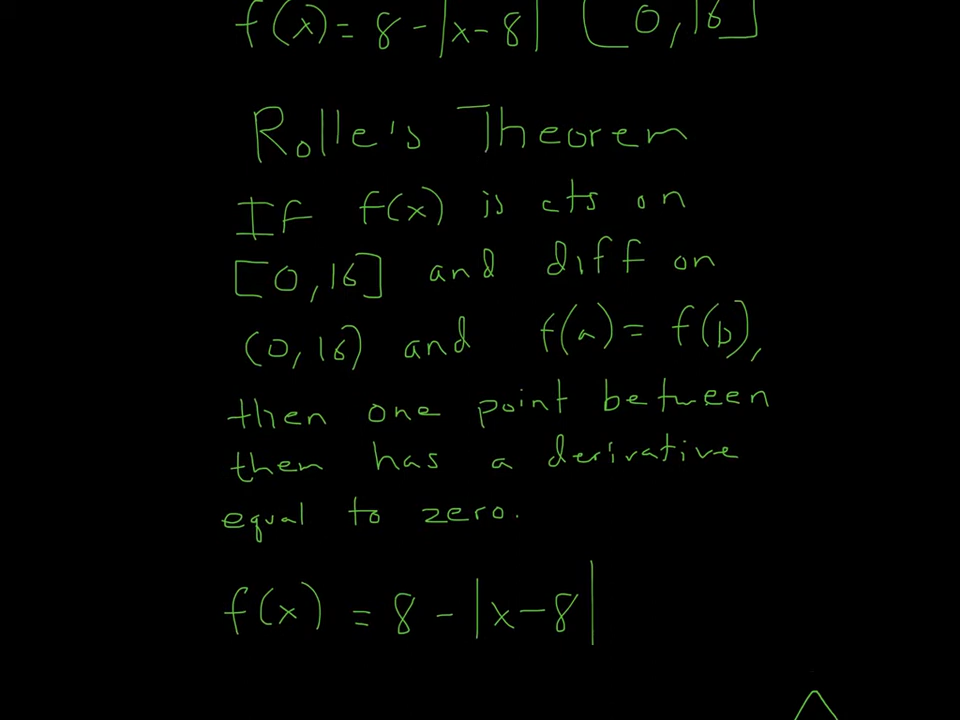 f(x) = 8 - |x - 8| [0, 16]
Rolle's Theorem
If f(x) is cts on
[0, 16] and diff on
(0, 16) and f(a) = f(b),
then one point between
them has a derivative
equal to zero.
f(x) = 8 - |x - 8|